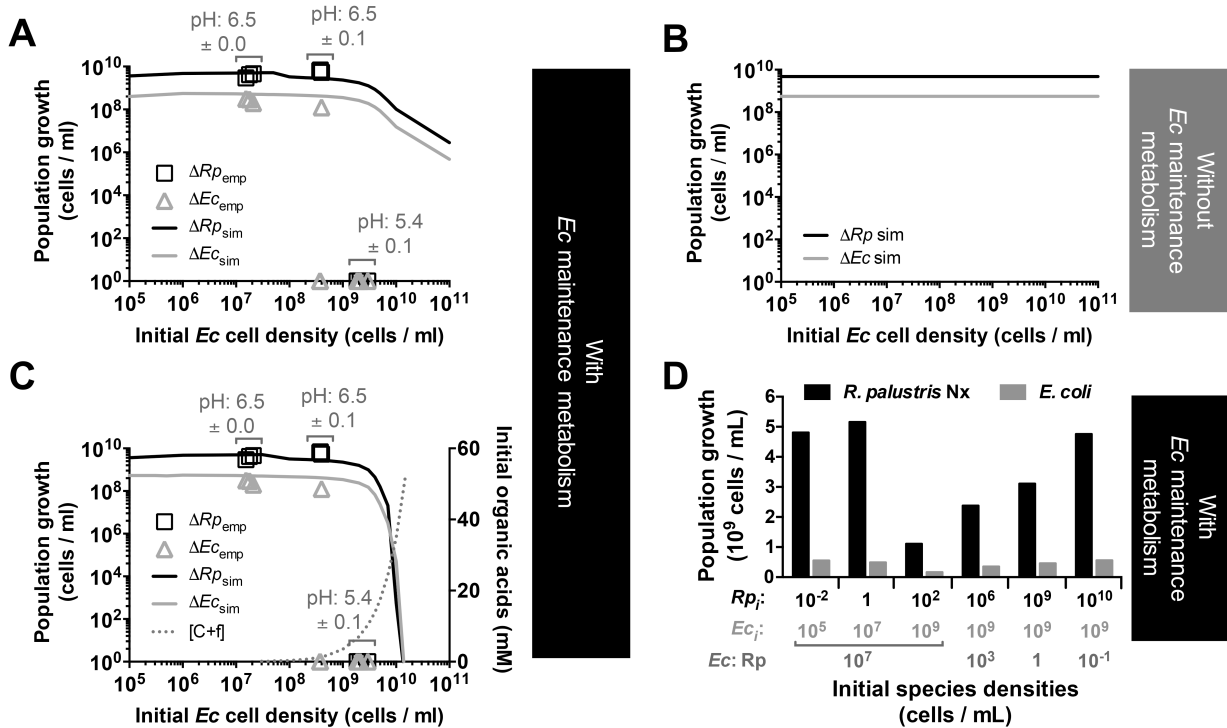 A
pH: 6.5
± 0.0
pH: 6.5
± 0.1
10^10
10^8
10^6
10^4
10^2
10^0
Population growth
(cells / ml)
ΔRp_emp
ΔEc_emp
ΔRp_sim
ΔEc_sim
pH: 5.4
± 0.1
10^5 10^6 10^7 10^8 10^9 10^10 10^11
Initial Ec cell density (cells / ml)
With
Ec maintenance metabolism
B
10^10
10^8
10^6
10^4
10^2
10^0
Population growth
(cells / ml)
ΔRp sim
ΔEc sim
10^5 10^6 10^7 10^8 10^9 10^10 10^11
Initial Ec cell density (cells / ml)
Without
Ec maintenance
metabolism
C
pH: 6.5
± 0.0
pH: 6.5
± 0.1
10^10
10^8
10^6
10^4
10^2
10^0
Population growth
(cells / ml)
ΔRp_emp
ΔEc_emp
ΔRp_sim
ΔEc_sim
[C+f]
pH: 5.4
± 0.1
60
40
20
0
Initial organic acids (mM)
10^5 10^6 10^7 10^8 10^9 10^10 10^11
Initial Ec cell density (cells / ml)
D
R. palustris Nx E. coli
6
5
4
3
2
1
0
Population growth
(10^9 cells / mL)
Rp_i: 10^-2 1 10^2 10^6 10^9 10^10
Ec_i: 10^5 10^7 10^9 10^9 10^9 10^9
Ec: Rp 10^7 10^3 1 10^-1
Initial species densities
(cells / mL)
With
Ec maintenance
metabolism